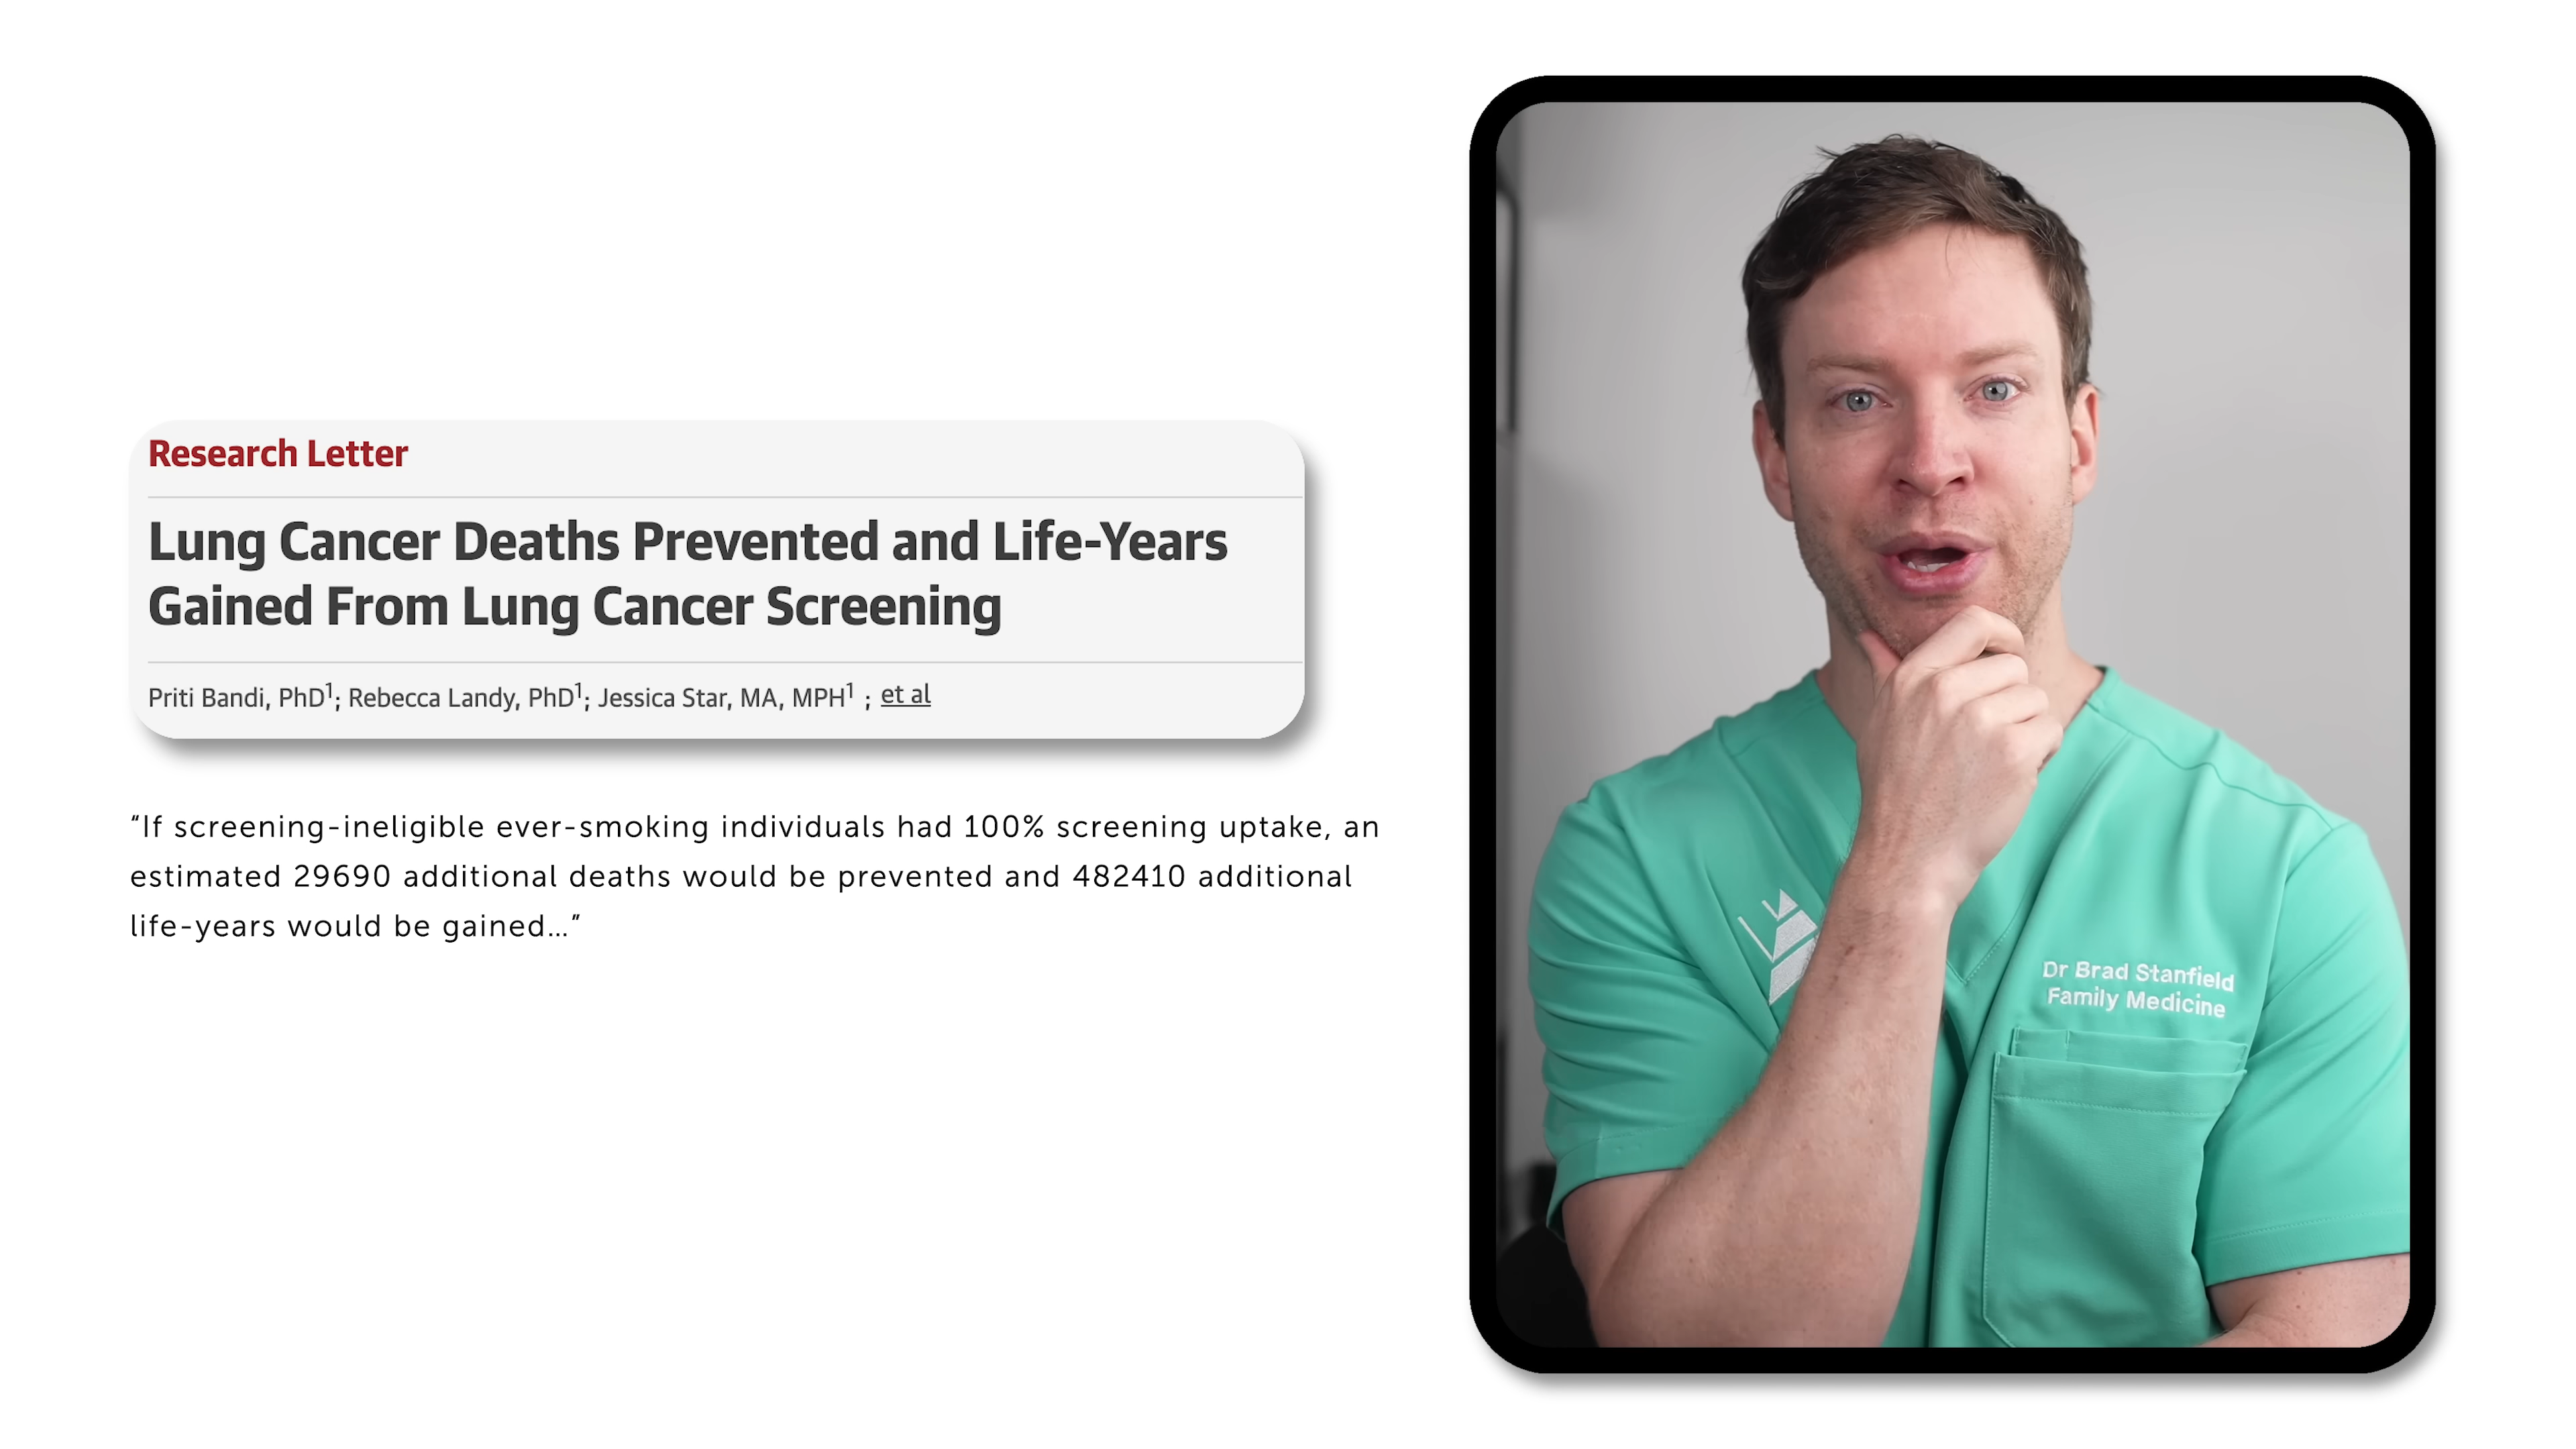 Research Letter
Lung Cancer Deaths Prevented and Life-Years
Gained From Lung Cancer Screening
Priti Bandi, PhD1; Rebecca Landy, PhD1; Jessica Star, MA, MPH1 ; et al
“If screening-ineligible ever-smoking individuals had 100% screening uptake, an
estimated 29690 additional deaths would be prevented and 482410 additional
life-years would be gained…”
Dr Brad Stanfield
Family Medicine